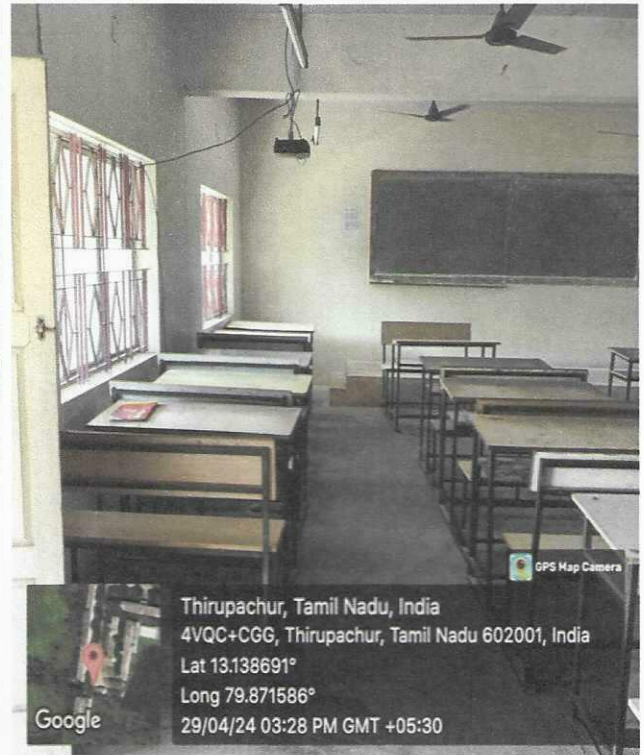 GPS Map Camera
Thirupachur, Tamil Nadu, India
4VQC+CGG, Thirupachur, Tamil Nadu 602001, India
Lat 13.138691°
Long 79.871586°
29/04/24 03:28 PM GMT +05:30
Google